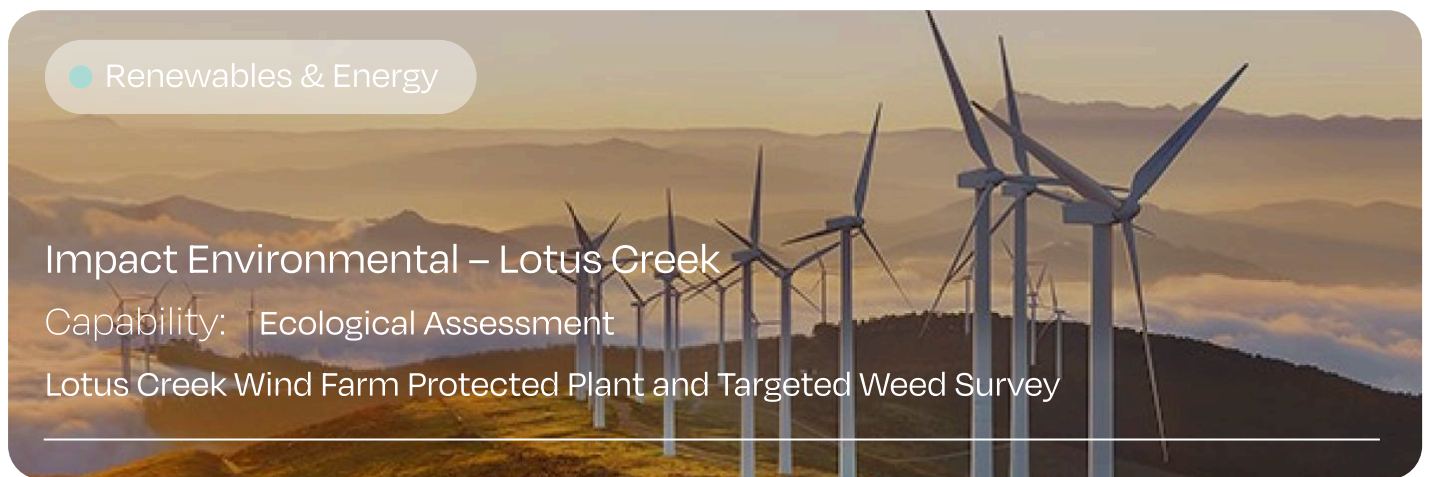 Renewables & Energy
Impact Environmental – Lotus Creek
Capability: Ecological Assessment
Lotus Creek Wind Farm Protected Plant and Targeted Weed Survey